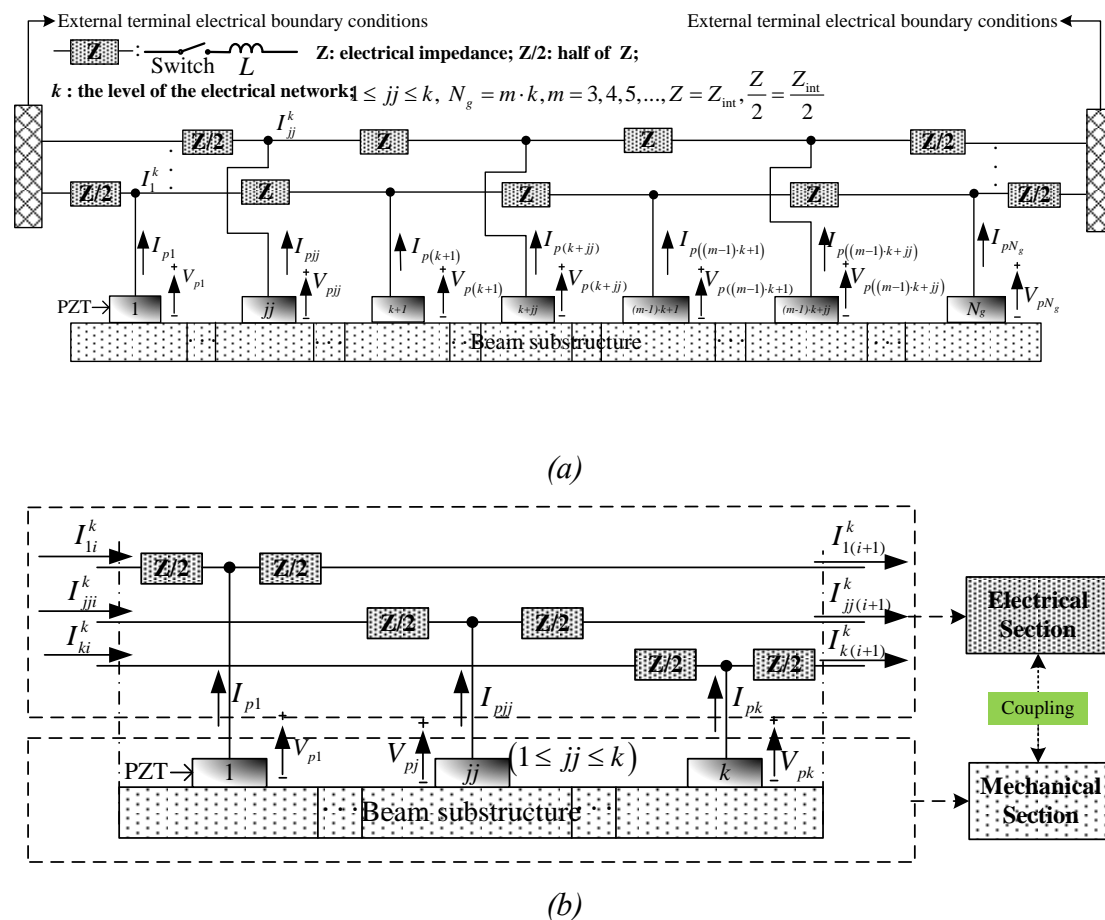 External terminal electrical boundary conditions
External terminal electrical boundary conditions
Z : Switch L Z: electrical impedance; Z/2: half of Z;
k : the level of the electrical network; 1 ≤ jj ≤ k, N_g = m·k, m = 3,4,5,..., Z = Z_int, Z/2 = Z_int/2
Z/2 I_jj^k Z Z Z/2
Z/2 I_1^k Z Z Z Z/2
I_p1 I_pjj I_p(k+1) I_p(k+jj) I_p((m-1)·k+1) I_p((m-1)·k+jj) I_pN_g
+ + + + + + +
V_p1 V_pjj V_p(k+1) V_p(k+jj) V_p((m-1)·k+1) V_p((m-1)·k+jj) V_pN_g
− − − − − − −
PZT 1 jj k+1 k+jj (m-1)·k+1 (m-1)·k+jj N_g
Beam substructure
(a)
I_1i^k Z/2 Z/2 I_1(i+1)^k
I_jji^k Z/2 Z/2 I_jj(i+1)^k
I_ki^k Z/2 Z/2 I_k(i+1)^k
Electrical
Section
I_p1 I_pjj I_pk
Coupling
+ + +
V_p1 V_pj V_pk
− − −
PZT 1 jj (1 ≤ jj ≤ k) k
Beam substructure
Mechanical
Section
(b)